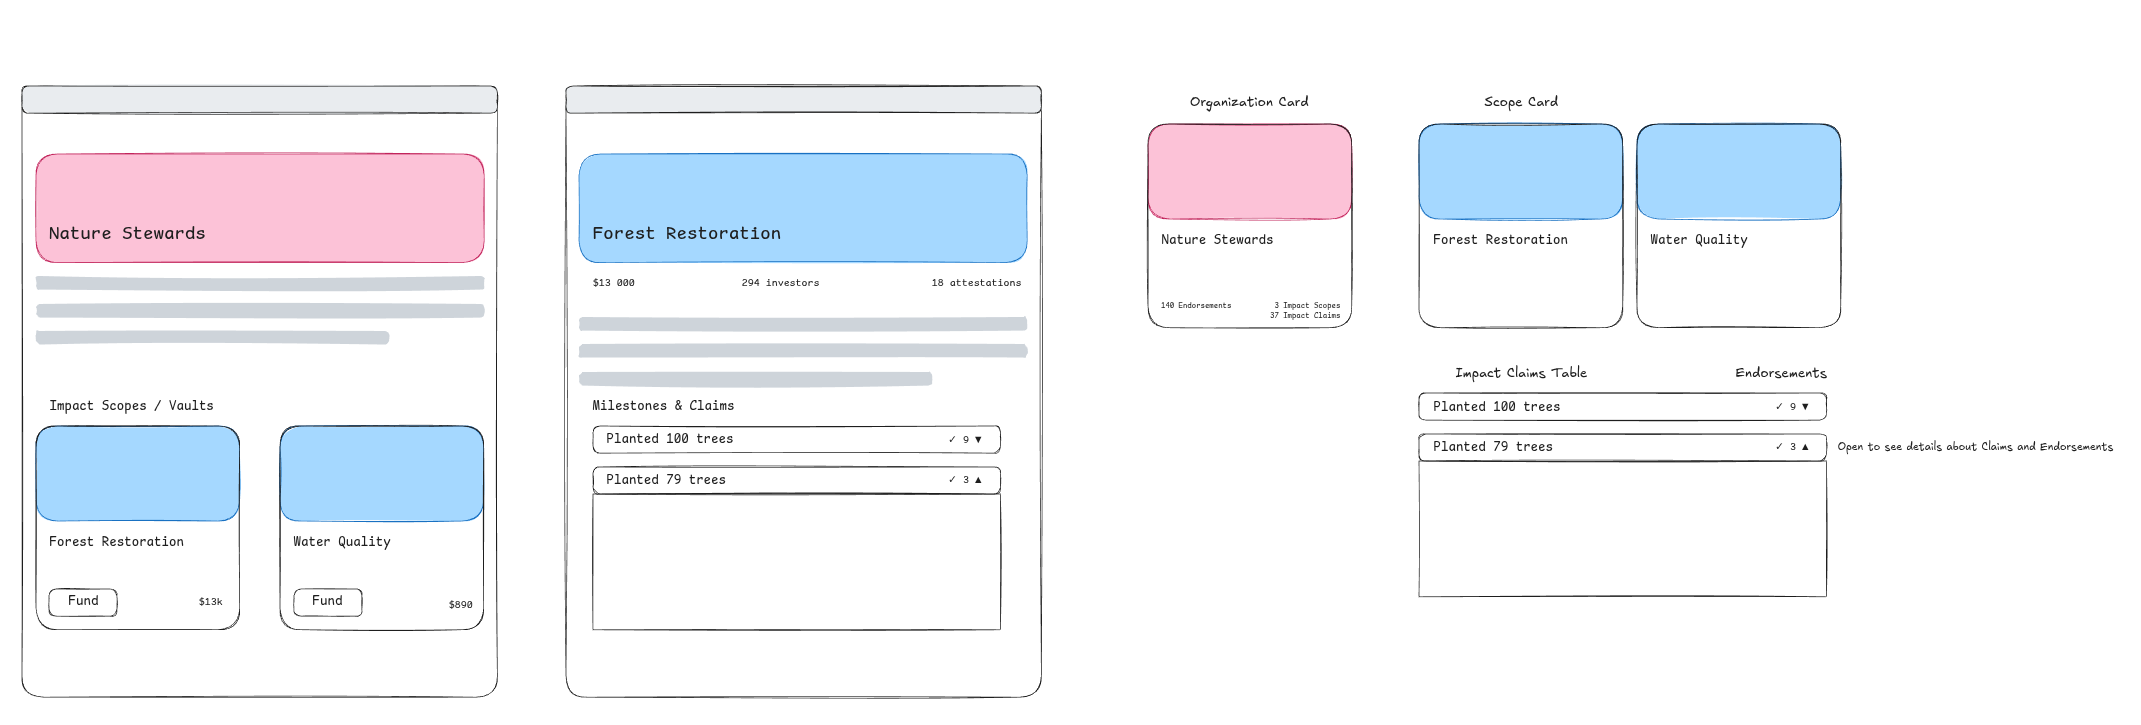 Nature Stewards
Impact Scopes / Vaults
Forest Restoration
Fund
$13k
Water Quality
Fund
$890
Forest Restoration
$13 000
294 investors
18 attestations
Milestones & Claims
Planted 100 trees
✓ 9 ▼
Planted 79 trees
✓ 3 ▲
Organization Card
Nature Stewards
140 Endorsements
3 Impact Scopes
37 Impact Claims
Scope Card
Forest Restoration
Water Quality
Impact Claims Table
Endorsements
Planted 100 trees
✓ 9 ▼
Planted 79 trees
✓ 3 ▲
Open to see details about Claims and Endorsements